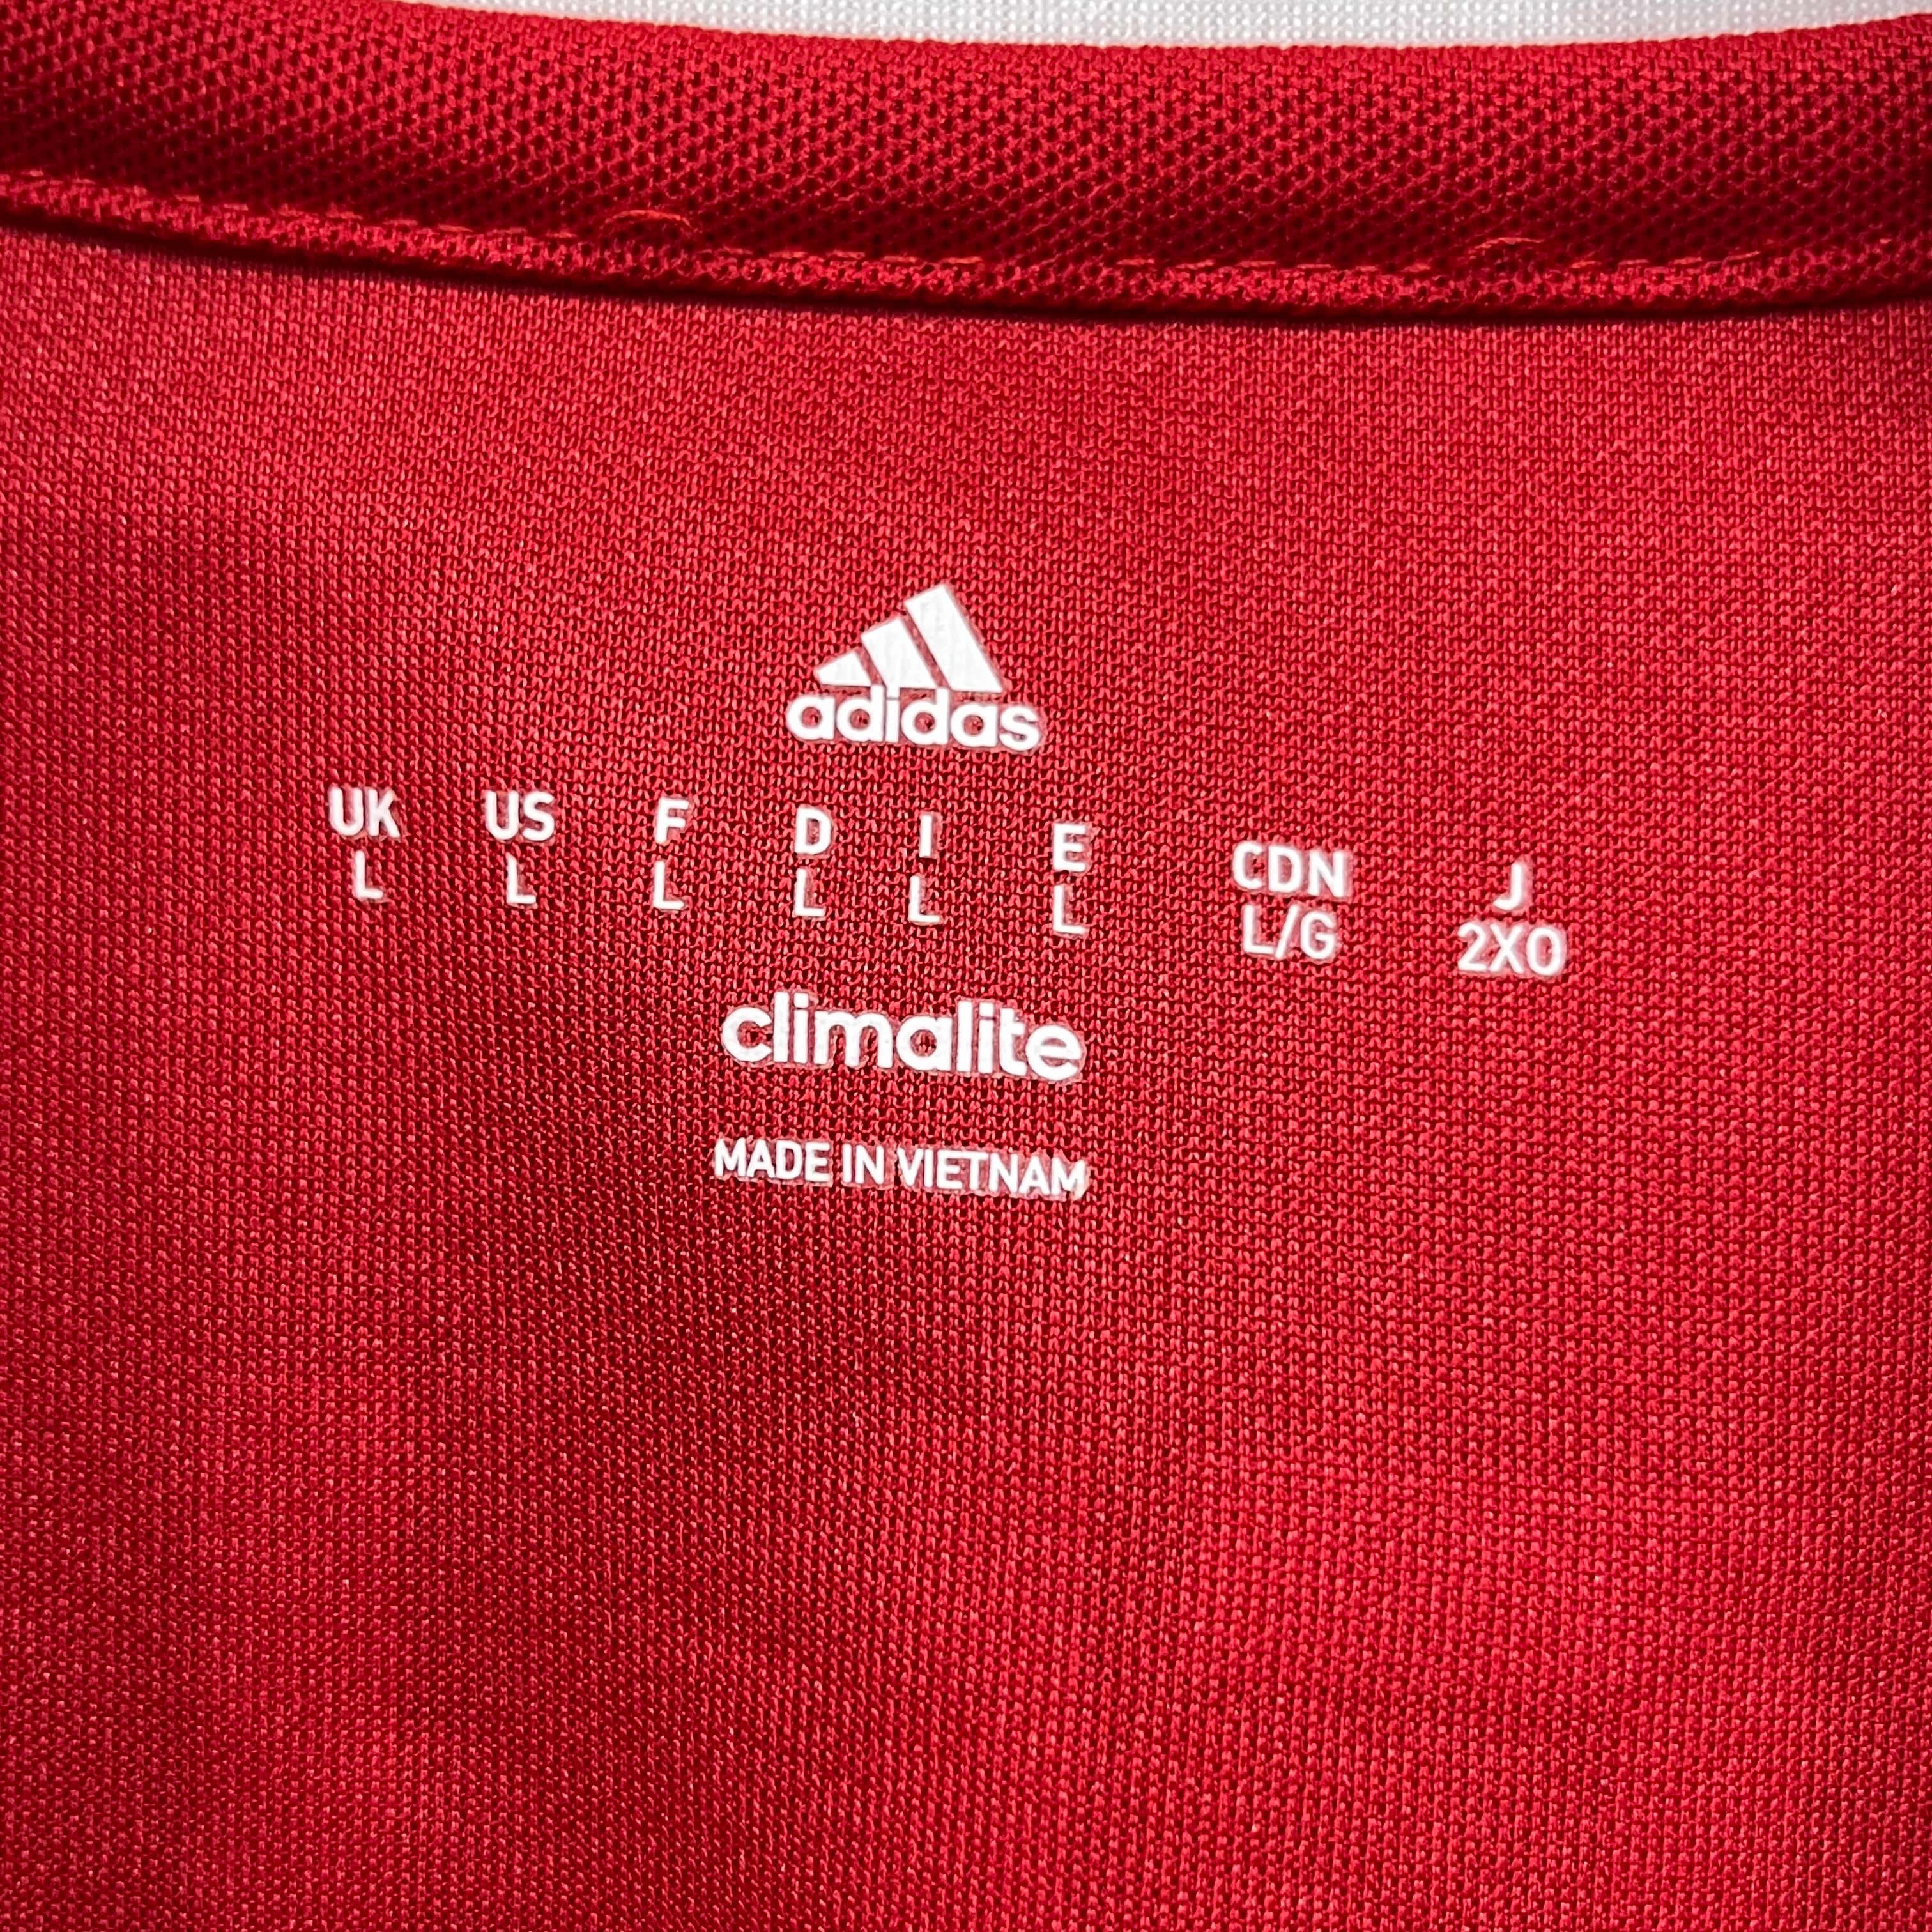 adidas
UK US F D I E CDN J
L L L L L L L/G 2XO
climalite
MADE IN VIETNAM